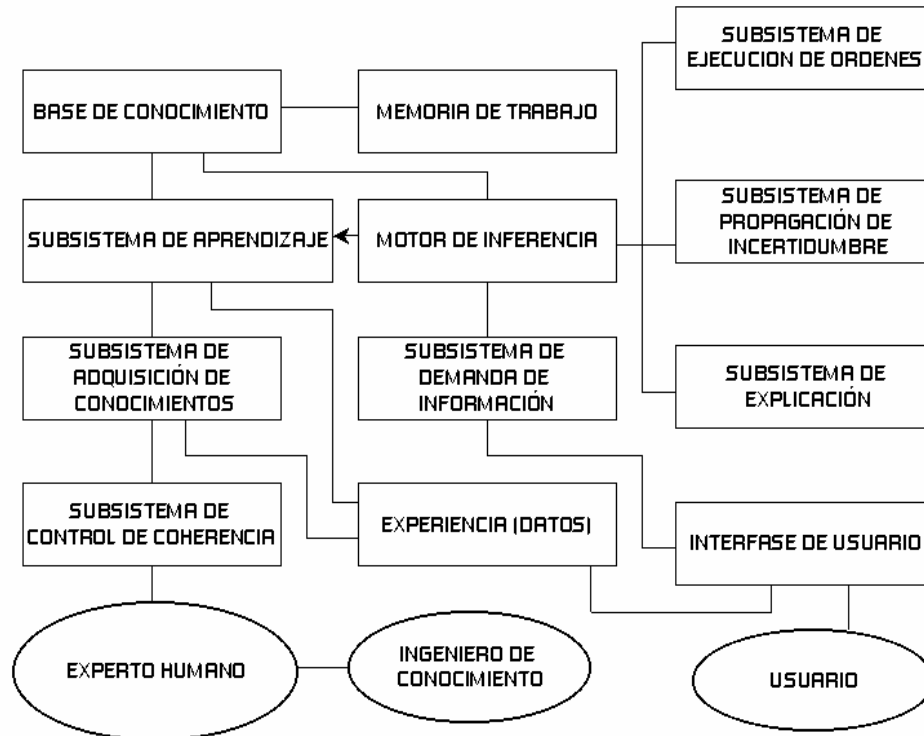 SUBSISTEMA DE
EJECUCION DE ORDENES
BASE DE CONOCIMIENTO
MEMORIA DE TRABAJO
SUBSISTEMA DE
PROPAGACIÓN DE
INCERTIDUMBRE
SUBSISTEMA DE APRENDIZAJE
MOTOR DE INFERENCIA
SUBSISTEMA DE
ADQUISICIÓN DE
CONOCIMIENTOS
SUBSISTEMA DE
DEMANDA DE
INFORMACIÓN
SUBSISTEMA DE
EXPLICACIÓN
SUBSISTEMA DE
CONTROL DE COHERENCIA
EXPERIENCIA (DATOS)
INTERFASE DE USUARIO
EXPERTO HUMANO
INGENIERO DE
CONOCIMIENTO
USUARIO